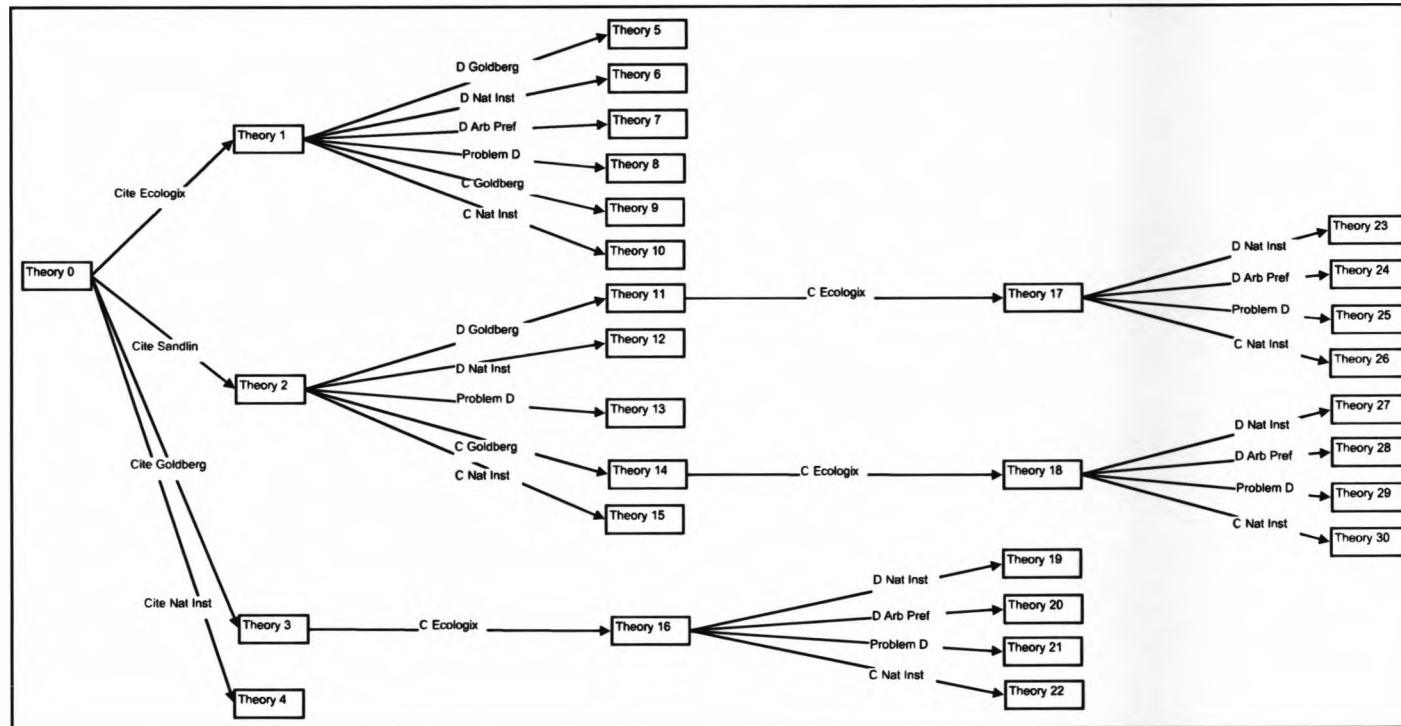 Theory 5
D Goldberg
Theory 6
D Nat Inst
Theory 7
D Arb Pref
Theory 1
Problem D
Theory 8
C Goldberg
Theory 9
Cite Ecologix
C Nat Inst
Theory 10
Theory 0
Theory 23
D Nat Inst
Theory 24
D Arb Pref
Theory 11
C Ecologix
Theory 17
Problem D
Theory 25
D Goldberg
Theory 12
C Nat Inst
Theory 26
Cite Sandlin
D Nat Inst
Theory 2
Problem D
Theory 13
Theory 27
D Nat Inst
C Goldberg
Theory 28
D Arb Pref
Cite Goldberg
C Nat Inst
Theory 14
C Ecologix
Theory 18
Problem D
Theory 29
Theory 15
C Nat Inst
Theory 30
Theory 19
D Nat Inst
Cite Nat Inst
Theory 20
D Arb Pref
Theory 3
C Ecologix
Theory 16
Problem D
Theory 21
C Nat Inst
Theory 22
Theory 4